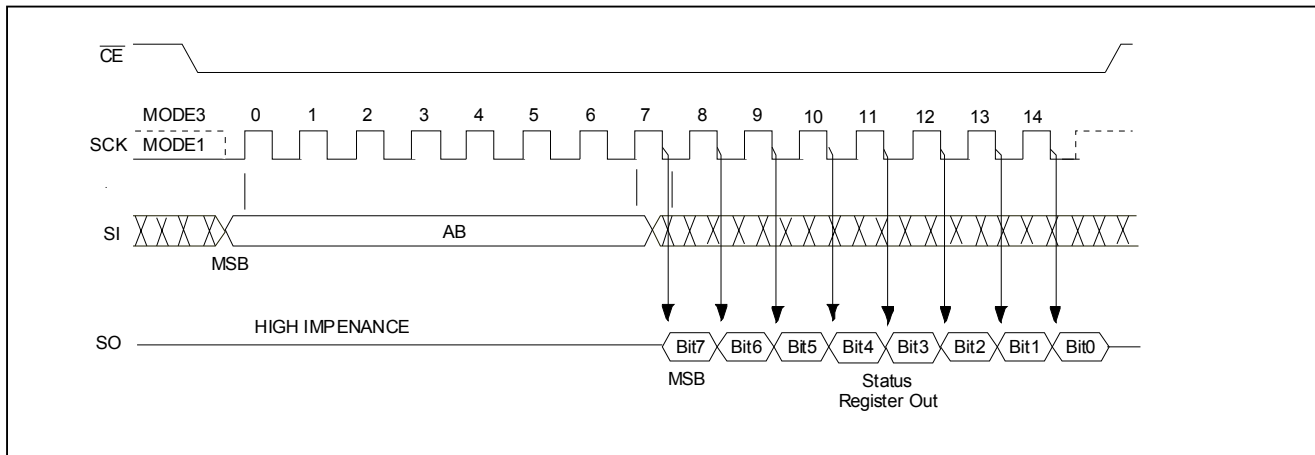 CE
MODE3 0 1 2 3 4 5 6 7 8 9 10 11 12 13 14
SCK MODE1
SI AB
MSB
HIGH IMPENANCE
SO Bit7 Bit6 Bit5 Bit4 Bit3 Bit2 Bit1 Bit0
MSB Status
Register Out